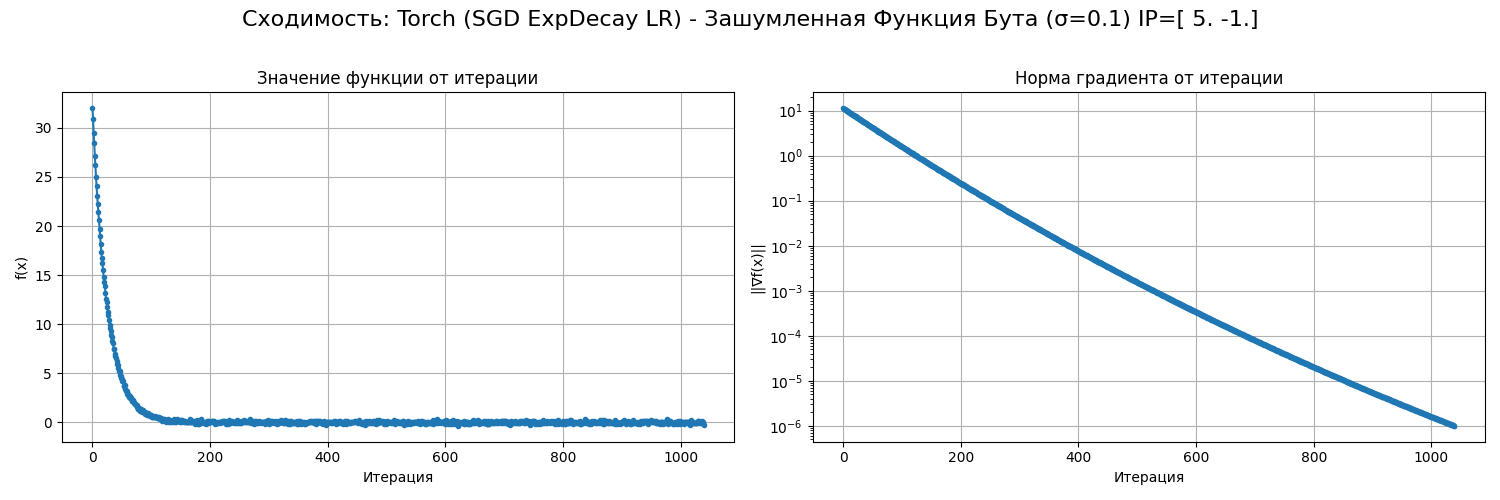 Сходимость: Torch (SGD ExpDecay LR) - Зашумленная Функция Бута (σ=0.1) IP=[ 5. -1.]
Значение функции от итерации
f(x)
30
25
20
15
10
5
0
0 200 400 600 800 1000
Итерация
Норма градиента от итерации
||∇f(x)||
10¹
10⁰
10⁻¹
10⁻²
10⁻³
10⁻⁴
10⁻⁵
10⁻⁶
0 200 400 600 800 1000
Итерация